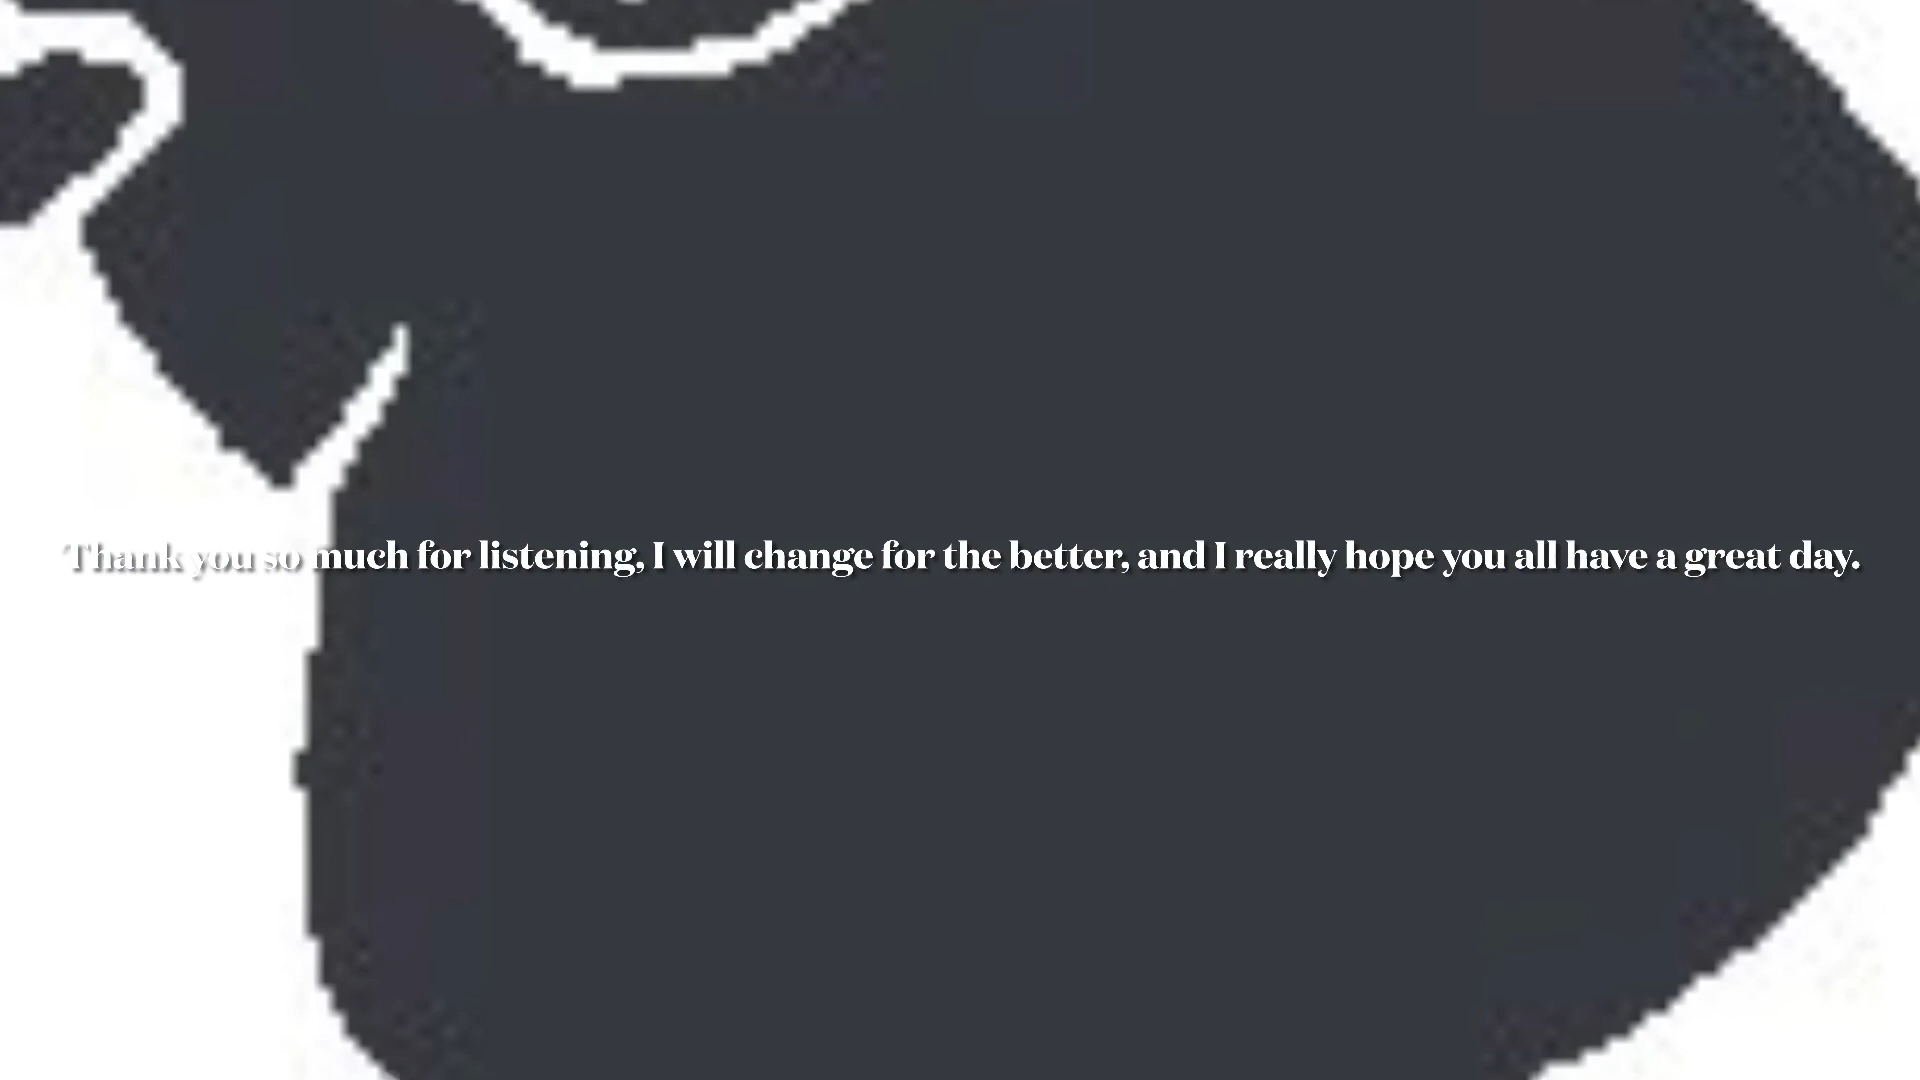 Thank you so much for listening, I will change for the better, and I really hope you all have a great day.